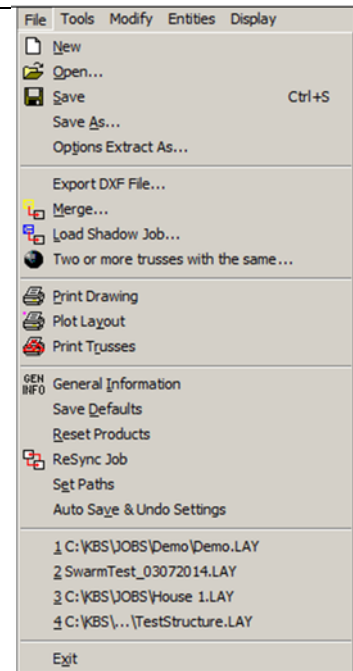 File Tools Modify Entities Display
New
Open...
Save Ctrl+S
Save As...
Options Extract As...
Export DXF File...
Merge...
Load Shadow Job...
Two or more trusses with the same...
Print Drawing
Plot Layout
Print Trusses
GEN INFO General Information
Save Defaults
Reset Products
ReSync Job
Set Paths
Auto Save & Undo Settings
1 C:\KBS\JOBS\Demo\Demo.LAY
2 SwarmTest_03072014.LAY
3 C:\KBS\JOBS\House 1.LAY
4 C:\KBS\...\TestStructure.LAY
Exit